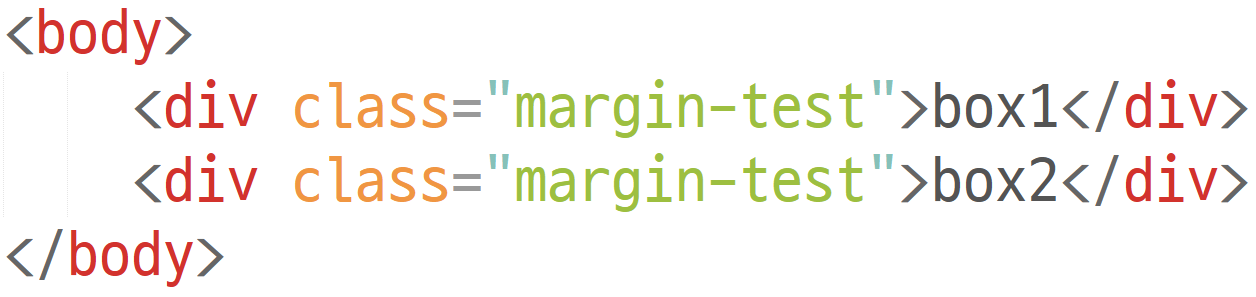 <body>
    <div class="margin-test">box1</div>
    <div class="margin-test">box2</div>
</body>